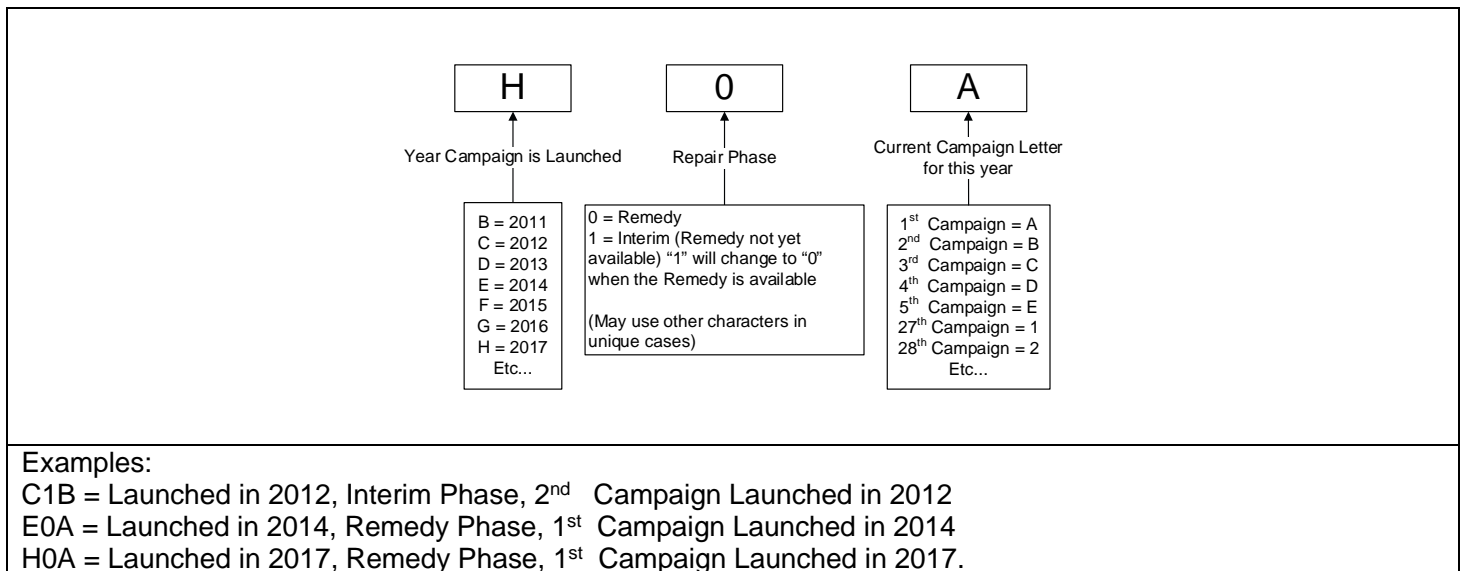 H
0
A
Year Campaign is Launched
Repair Phase
Current Campaign Letter
for this year
B = 2011
C = 2012
D = 2013
E = 2014
F = 2015
G = 2016
H = 2017
Etc...
0 = Remedy
1 = Interim (Remedy not yet
available) “1” will change to “0”
when the Remedy is available
(May use other characters in
unique cases)
1st Campaign = A
2nd Campaign = B
3rd Campaign = C
4th Campaign = D
5th Campaign = E
27th Campaign = 1
28th Campaign = 2
Etc...
Examples:
C1B = Launched in 2012, Interim Phase, 2nd Campaign Launched in 2012
E0A = Launched in 2014, Remedy Phase, 1st Campaign Launched in 2014
H0A = Launched in 2017, Remedy Phase, 1st Campaign Launched in 2017.